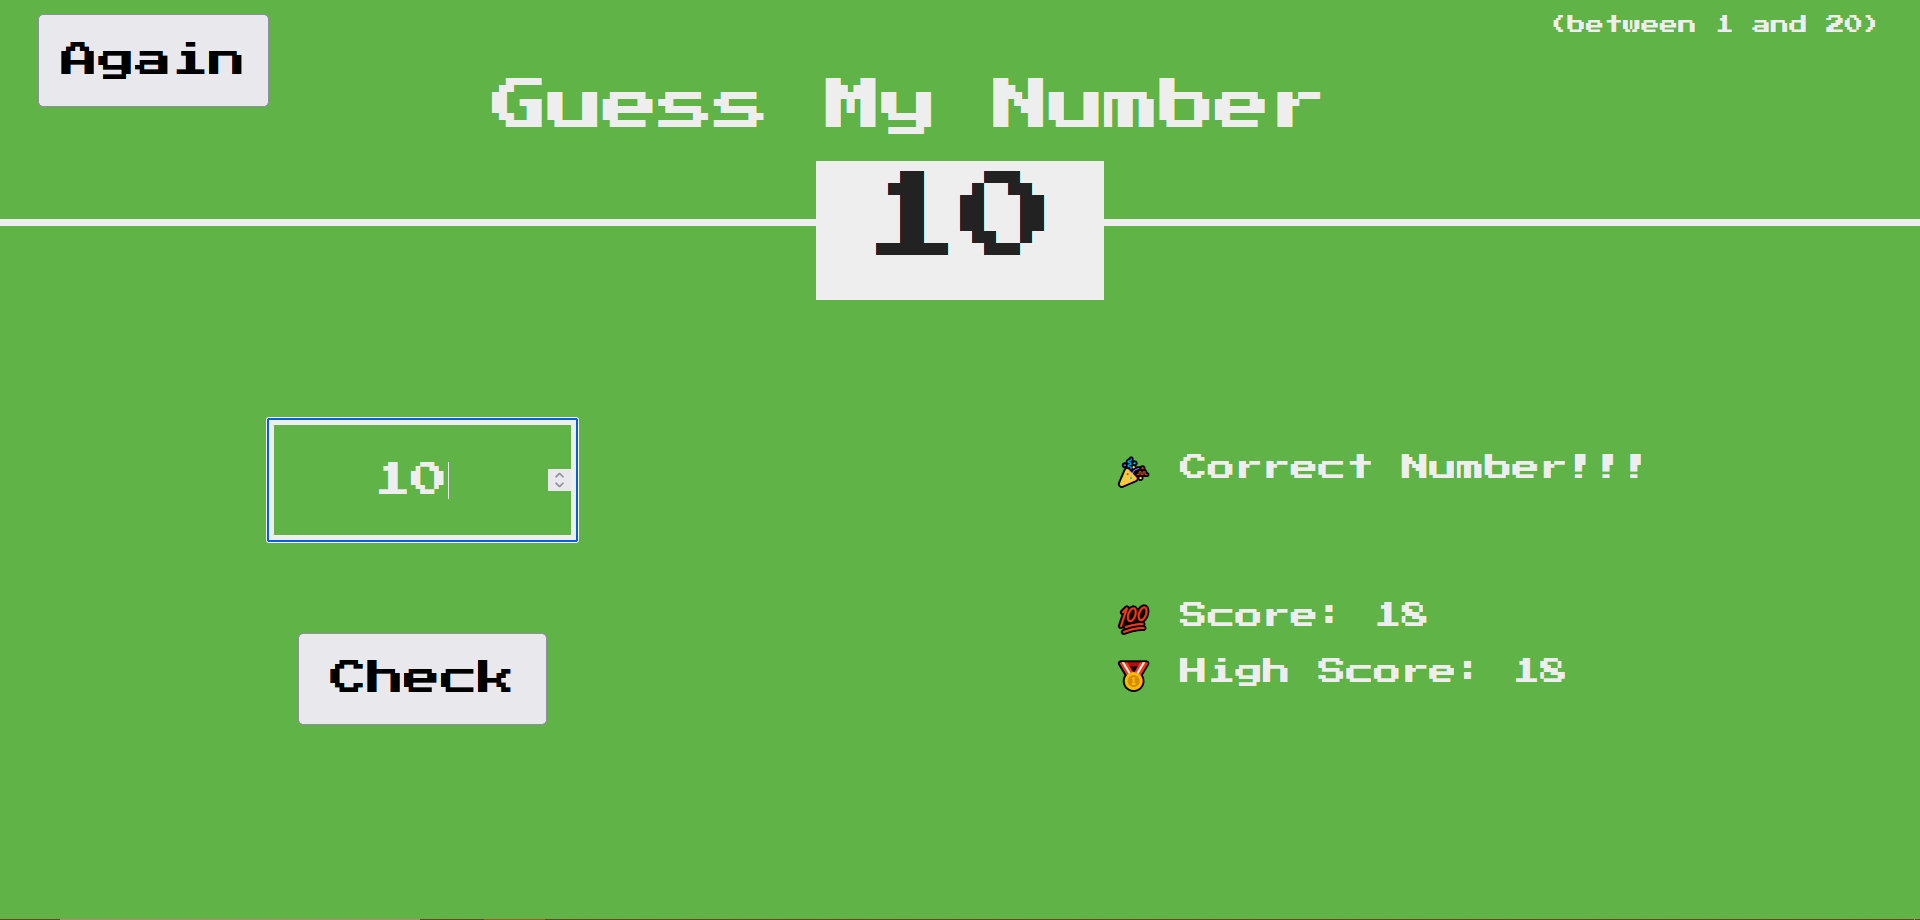 Again
(between 1 and 20)
Guess My Number
10
10
Correct Number!!!
Score: 18
High Score: 18
Check